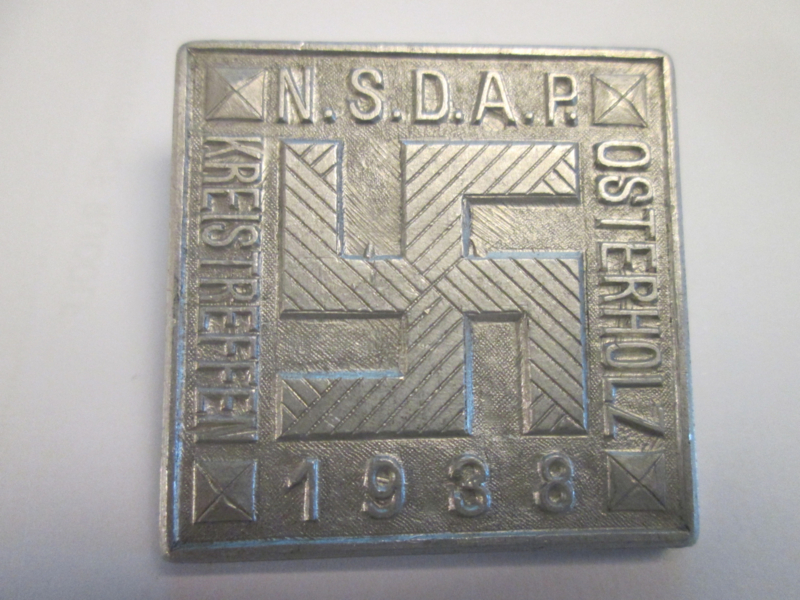 N.S.D.A.P.
KREISTREFFEN
OSTERHOLZ
1938